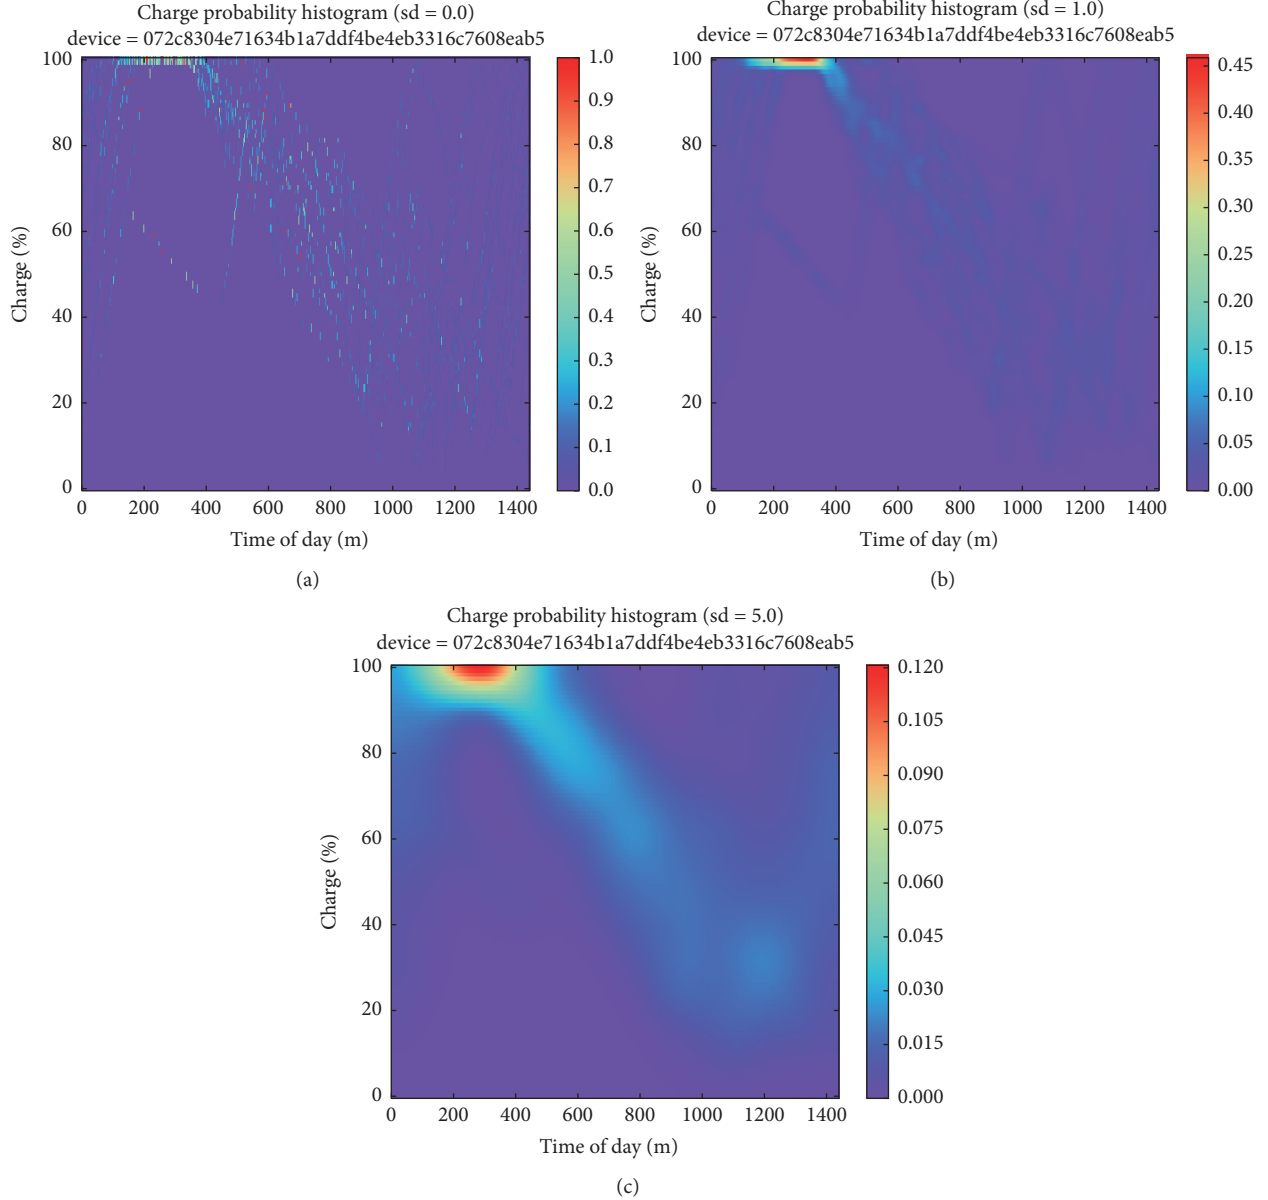 Charge probability histogram (sd = 0.0)
device = 072c8304e71634b1a7ddf4be4eb3316c7608eab5
100
80
60
40
20
0
Charge (%)
0 200 400 600 800 1000 1200 1400
Time of day (m)
1.0
0.9
0.8
0.7
0.6
0.5
0.4
0.3
0.2
0.1
0.0
(a)
Charge probability histogram (sd = 1.0)
device = 072c8304e71634b1a7ddf4be4eb3316c7608eab5
100
80
60
40
20
0
Charge (%)
0 200 400 600 800 1000 1200 1400
Time of day (m)
0.45
0.40
0.35
0.30
0.25
0.20
0.15
0.10
0.05
0.00
(b)
Charge probability histogram (sd = 5.0)
device = 072c8304e71634b1a7ddf4be4eb3316c7608eab5
100
80
60
40
20
0
Charge (%)
0 200 400 600 800 1000 1200 1400
Time of day (m)
0.120
0.105
0.090
0.075
0.060
0.045
0.030
0.015
0.000
(c)